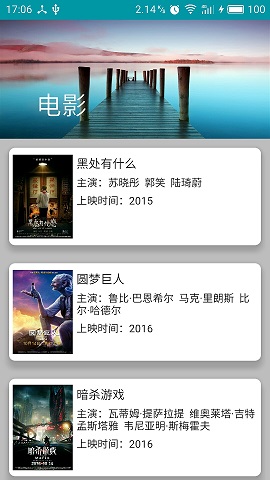 17:06
2.14%
100
电影
黑处有什么
主演：苏晓彤 郭笑 陆琦蔚
上映时间：2015
圆梦巨人
主演：鲁比·巴恩希尔 马克·里朗斯 比
尔·哈德尔
上映时间：2016
暗杀游戏
主演：瓦蒂姆·提萨拉提 维奥莱塔·吉特
孟斯塔雅 韦尼亚明·斯梅霍夫
上映时间：2016